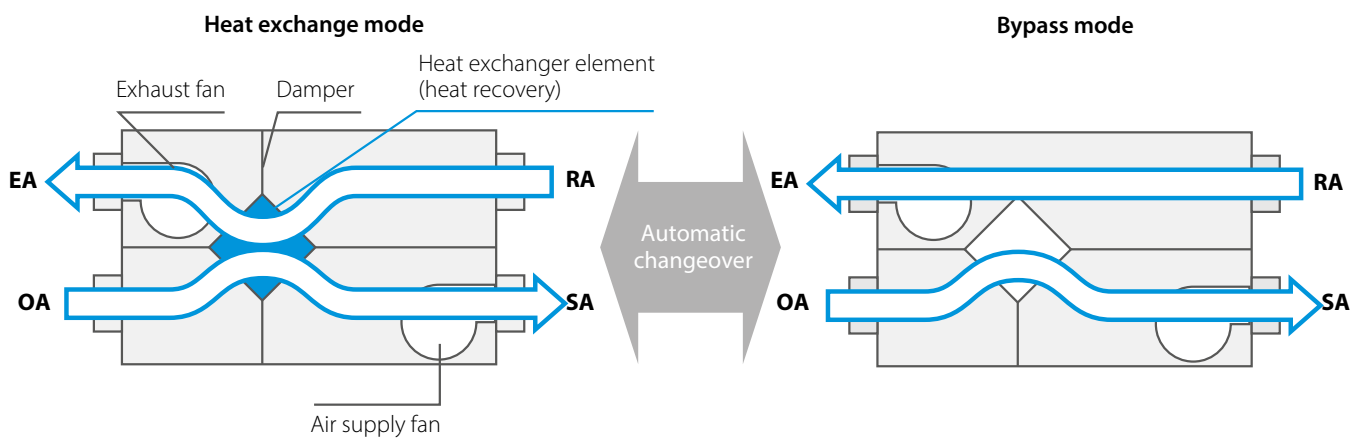 Heat exchange mode
Bypass mode
Heat exchanger element
(heat recovery)
Exhaust fan
Damper
EA
RA
EA
RA
Automatic
changeover
OA
SA
OA
SA
Air supply fan